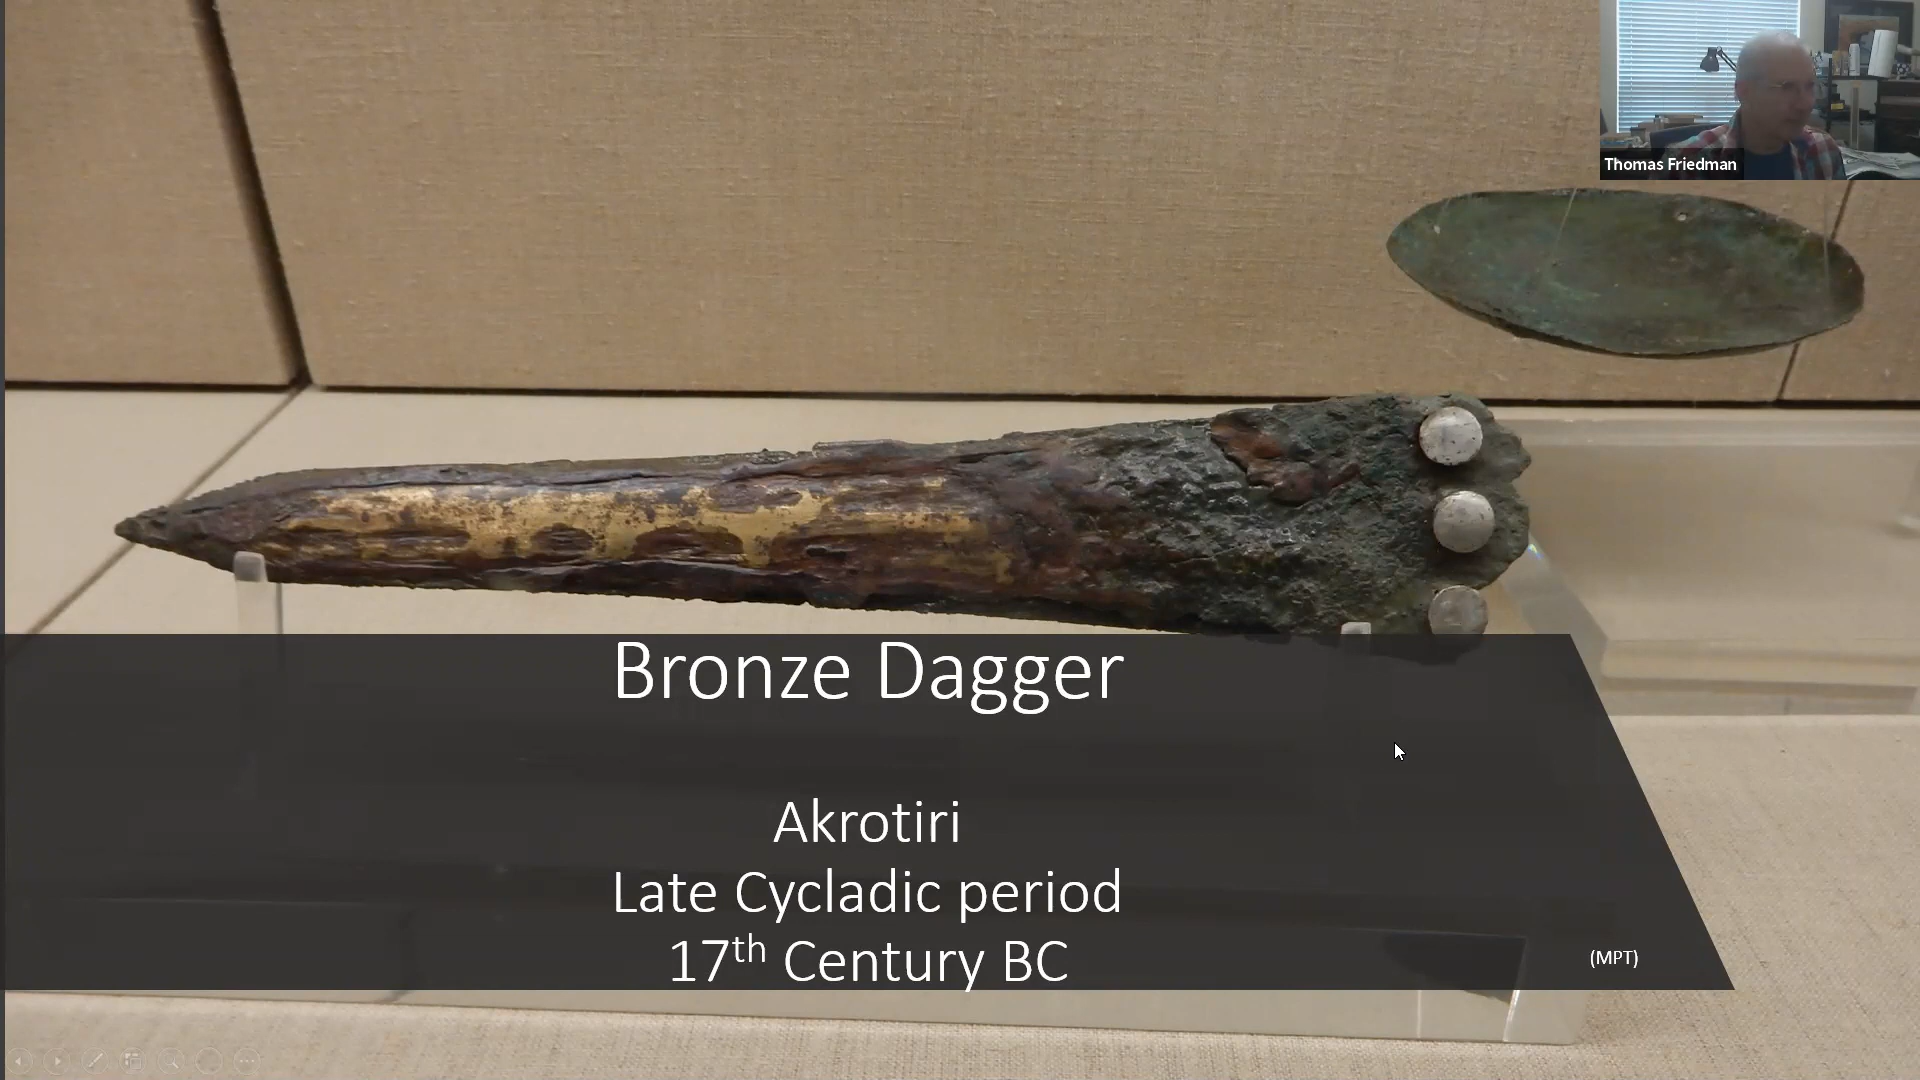 Thomas Friedman
Bronze Dagger
Akrotiri
Late Cycladic period
17th Century BC
(MPT)